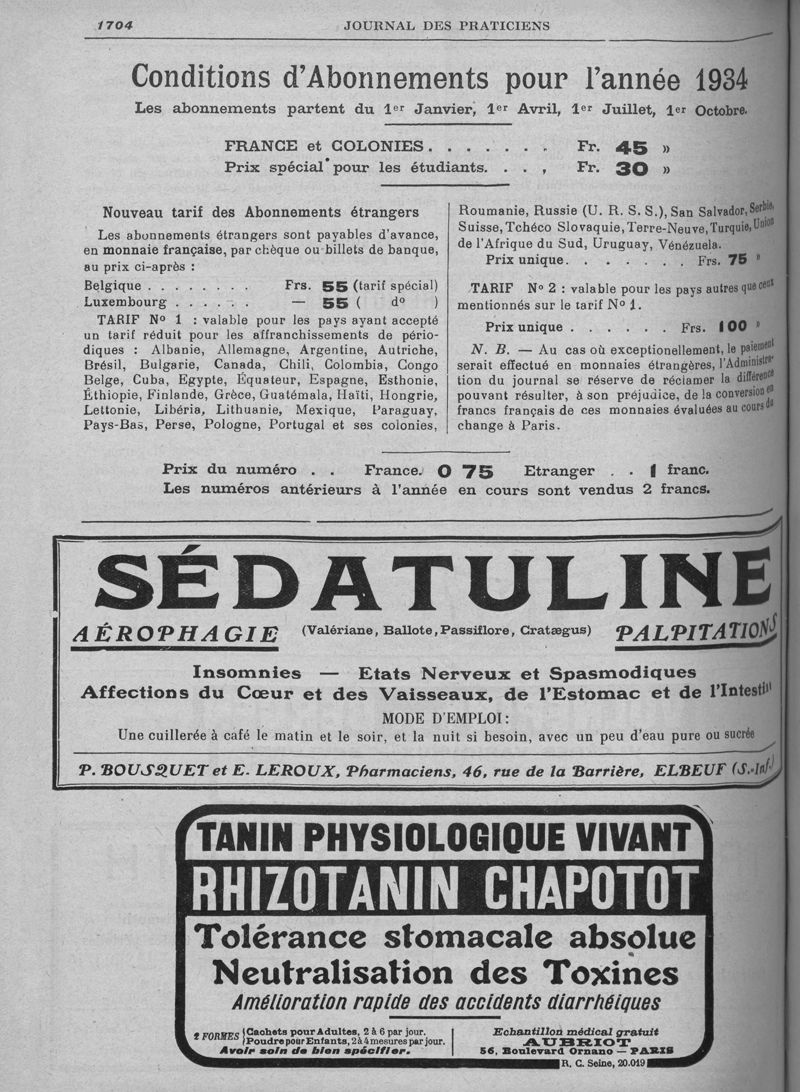 1704
JOURNAL DES PRATICIENS
Conditions d'Abonnements pour l'année 1934
Les abonnements partent du 1er Janvier, 1er Avril, 1er Juillet, 1er Octobre.
FRANCE et COLONIES. . . . . . . . Fr. 45 »
Prix spécial pour les étudiants. . . , Fr. 30 »
Nouveau tarif des Abonnements étrangers
Les abonnements étrangers sont payables d'avance,
en monnaie française, par chèque ou billets de banque,
au prix ci-après :
Belgique . . . . . . . . Frs. 55 (tarif spécial)
Luxembourg . . . . . . — 55 ( do )
TARIF No 1 : valable pour les pays ayant accepté
un tarif réduit pour les affranchissements de pério-
diques : Albanie, Allemagne, Argentine, Autriche,
Brésil, Bulgarie, Canada, Chili, Colombia, Congo
Belge, Cuba, Egypte, Équateur, Espagne, Esthonie,
Éthiopie, Finlande, Grèce, Guatémala, Haïti, Hongrie,
Lettonie, Libéria, Lithuanie, Mexique, Paraguay,
Pays-Bas, Perse, Pologne, Portugal et ses colonies,
Roumanie, Russie (U. R. S. S.), San Salvador, Serbie,
Suisse, Tchéco Slovaquie, Terre-Neuve, Turquie, Union
de l'Afrique du Sud, Uruguay, Vénézuela.
Prix unique. . . . . . . . Frs. 75 »
TARIF No 2 : valable pour les pays autres que ceux
mentionnés sur le tarif No 1.
Prix unique . . . . . . Frs. 100 »
N. B. — Au cas où exceptionellement, le paiement
serait effectué en monnaies étrangères, l'Administra-
tion du journal se réserve de réclamer la différence
pouvant résulter, à son préjudice, de la conversion en
francs français de ces monnaies évaluées au cours du
change à Paris.
Prix du numéro . . France. 0 75 Etranger . . 1 franc.
Les numéros antérieurs à l'année en cours sont vendus 2 francs.
SÉDATULINE
AÉROPHAGIE (Valériane, Ballote, Passiflore, Cratægus) PALPITATIONS
Insomnies — Etats Nerveux et Spasmodiques
Affections du Cœur et des Vaisseaux, de l'Estomac et de l'Intestin
MODE D'EMPLOI :
Une cuillerée à café le matin et le soir, et la nuit si besoin, avec un peu d'eau pure ou sucrée
P. BOUSQUET et E. LEROUX, Pharmaciens, 46, rue de la Barrière, ELBEUF (S.-Inf.)
TANIN PHYSIOLOGIQUE VIVANT
RHIZOTANIN CHAPOTOT
Tolérance stomacale absolue
Neutralisation des Toxines
Amélioration rapide des accidents diarrhéiques
2 FORMES { Cachets pour Adultes, 2 à 6 par jour.
Poudre pour Enfants, 2 à 4 mesures par jour.
Avoir soin de bien spécifier.
Echantillon médical gratuit
AUBRIOT
56, Boulevard Ornano — PARIS
R. C. Seine, 20.019